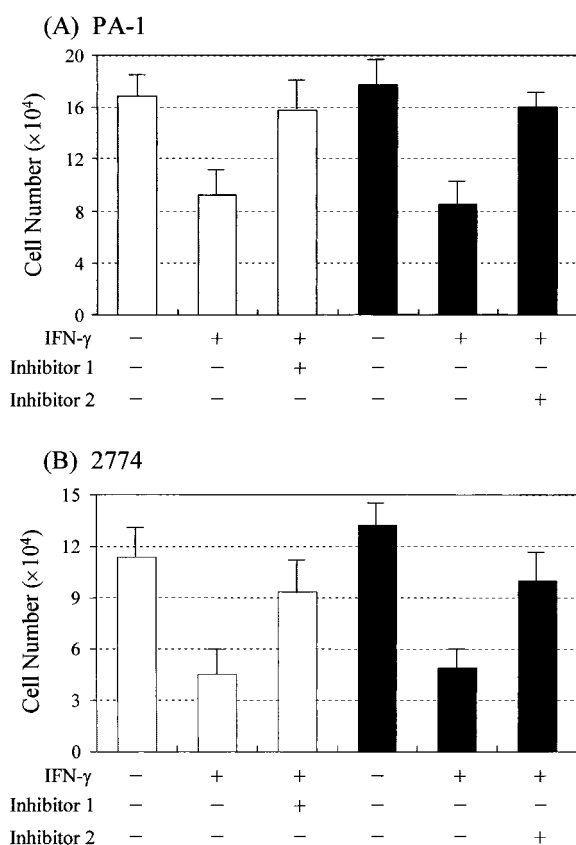 (A) PA-1
Cell Number (×10⁴)
20
16
12
8
4
0
IFN-γ − + + − + +
Inhibitor 1 − − + − − −
Inhibitor 2 − − − − − +
(B) 2774
Cell Number (×10⁴)
15
12
9
6
3
0
IFN-γ − + + − + +
Inhibitor 1 − − + − − −
Inhibitor 2 − − − − − +